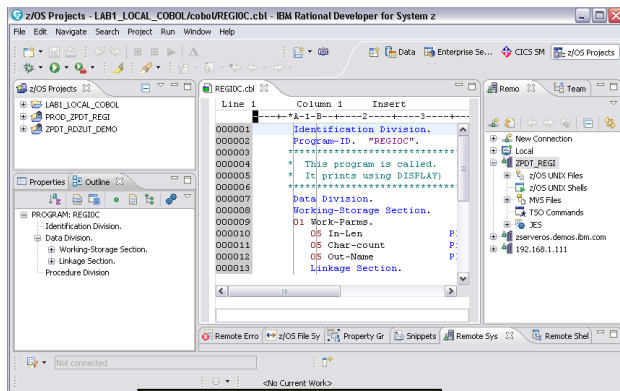 z/OS Projects - LAB1_LOCAL_COBOL/cobol/REGI0C.cbl - IBM Rational Developer for System z
File Edit Navigate Search Project Run Window Help
Data Enterprise Se... CICS SM z/OS Projects
z/OS Projects
LAB1_LOCAL_COBOL
PROD_ZPDT_REGI
ZPDT_RDZUT_DEMO
Properties Outline
PROGRAM: REGI0C
Identification Division.
Data Division.
Working-Storage Section.
Linkage Section.
Procedure Division
REGI0C.cbl
Line 1 Column 1 Insert
----+-*A-1-B--+----2----+----3----+---
000001 Identification Division.
000002 Program-ID. "REGI0C".
000003 *****************************
000004 * This program is called.
000005 * It prints using DISPLAY)
000006 *****************************
000007 Data Division.
000008 Working-Storage Section.
000009 01 Work-Parms.
000010 05 In-Len P
000011 05 Char-count P
000012 05 Out-Name P
000013 Linkage Section.
Remo Team
New Connection
Local
ZPDT_REGI
z/OS UNIX Files
z/OS UNIX Shells
MVS Files
TSO Commands
JES
zserveros.demos.ibm.com
192.168.1.111
Remote Erro z/OS File Sy Property Gr Snippets Remote Sys Remote Shel
Not connected
<No Current Work>